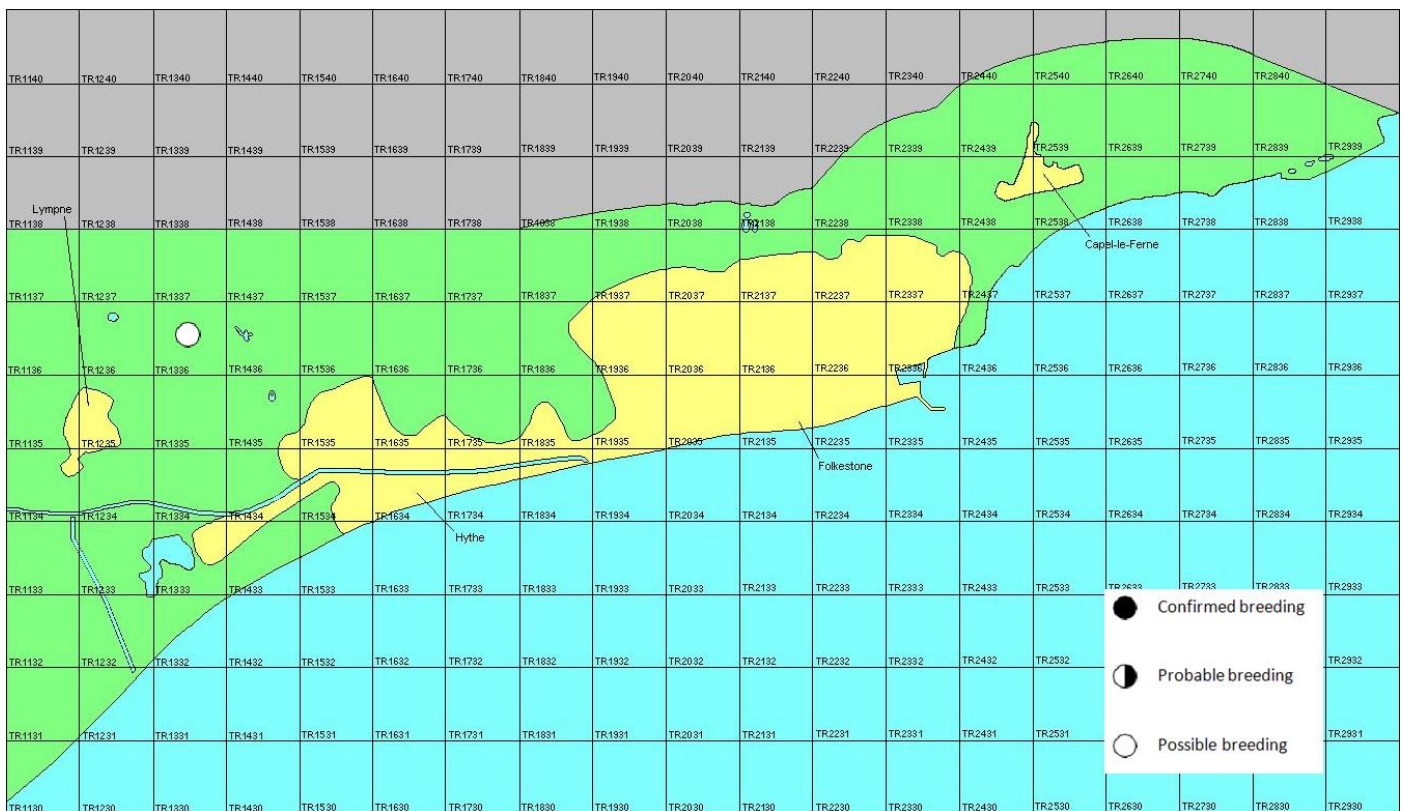 TR1140 TR1240 TR1340 TR1440 TR1540 TR1640 TR1740 TR1840 TR1940 TR2040 TR2140 TR2240 TR2340 TR2440 TR2540 TR2640 TR2740 TR2840
TR1139 TR1239 TR1339 TR1439 TR1539 TR1639 TR1739 TR1839 TR1939 TR2039 TR2139 TR2239 TR2339 TR2439 TR2539 TR2639 TR2739 TR2839 TR2939
Lympne
TR1138 TR1238 TR1338 TR1438 TR1538 TR1638 TR1738 TR1838 TR1938 TR2038 TR2138 TR2238 TR2338 TR2438 TR2538 TR2638 TR2738 TR2838 TR2938
Capel-le-Ferne
TR1137 TR1237 TR1337 TR1437 TR1537 TR1637 TR1737 TR1837 TR1937 TR2037 TR2137 TR2237 TR2337 TR2437 TR2537 TR2637 TR2737 TR2837 TR2937
TR1136 TR1236 TR1336 TR1436 TR1536 TR1636 TR1736 TR1836 TR1936 TR2036 TR2136 TR2236 TR2336 TR2436 TR2536 TR2636 TR2736 TR2836 TR2936
TR1135 TR1235 TR1335 TR1435 TR1535 TR1635 TR1735 TR1835 TR1935 TR2035 TR2135 TR2235 TR2335 TR2435 TR2535 TR2635 TR2735 TR2835 TR2935
Folkestone
TR1134 TR1234 TR1334 TR1434 TR1534 TR1634 TR1734 TR1834 TR1934 TR2034 TR2134 TR2234 TR2334 TR2434 TR2534 TR2634 TR2734 TR2834 TR2934
Hythe
TR1133 TR1233 TR1333 TR1433 TR1533 TR1633 TR1733 TR1833 TR1933 TR2033 TR2133 TR2233 TR2333 TR2433 TR2533 TR2633 TR2733 TR2833 TR2933
Confirmed breeding
TR1132 TR1232 TR1332 TR1432 TR1532 TR1632 TR1732 TR1832 TR1932 TR2032 TR2132 TR2232 TR2332 TR2432 TR2532 TR2932
Probable breeding
TR1131 TR1231 TR1331 TR1431 TR1531 TR1631 TR1731 TR1831 TR1931 TR2031 TR2131 TR2231 TR2331 TR2431 TR2531 TR2931
Possible breeding
TR1130 TR1230 TR1330 TR1430 TR1530 TR1630 TR1730 TR1830 TR1930 TR2030 TR2130 TR2230 TR2330 TR2430 TR2530 TR2630 TR2730 TR2830 TR2930